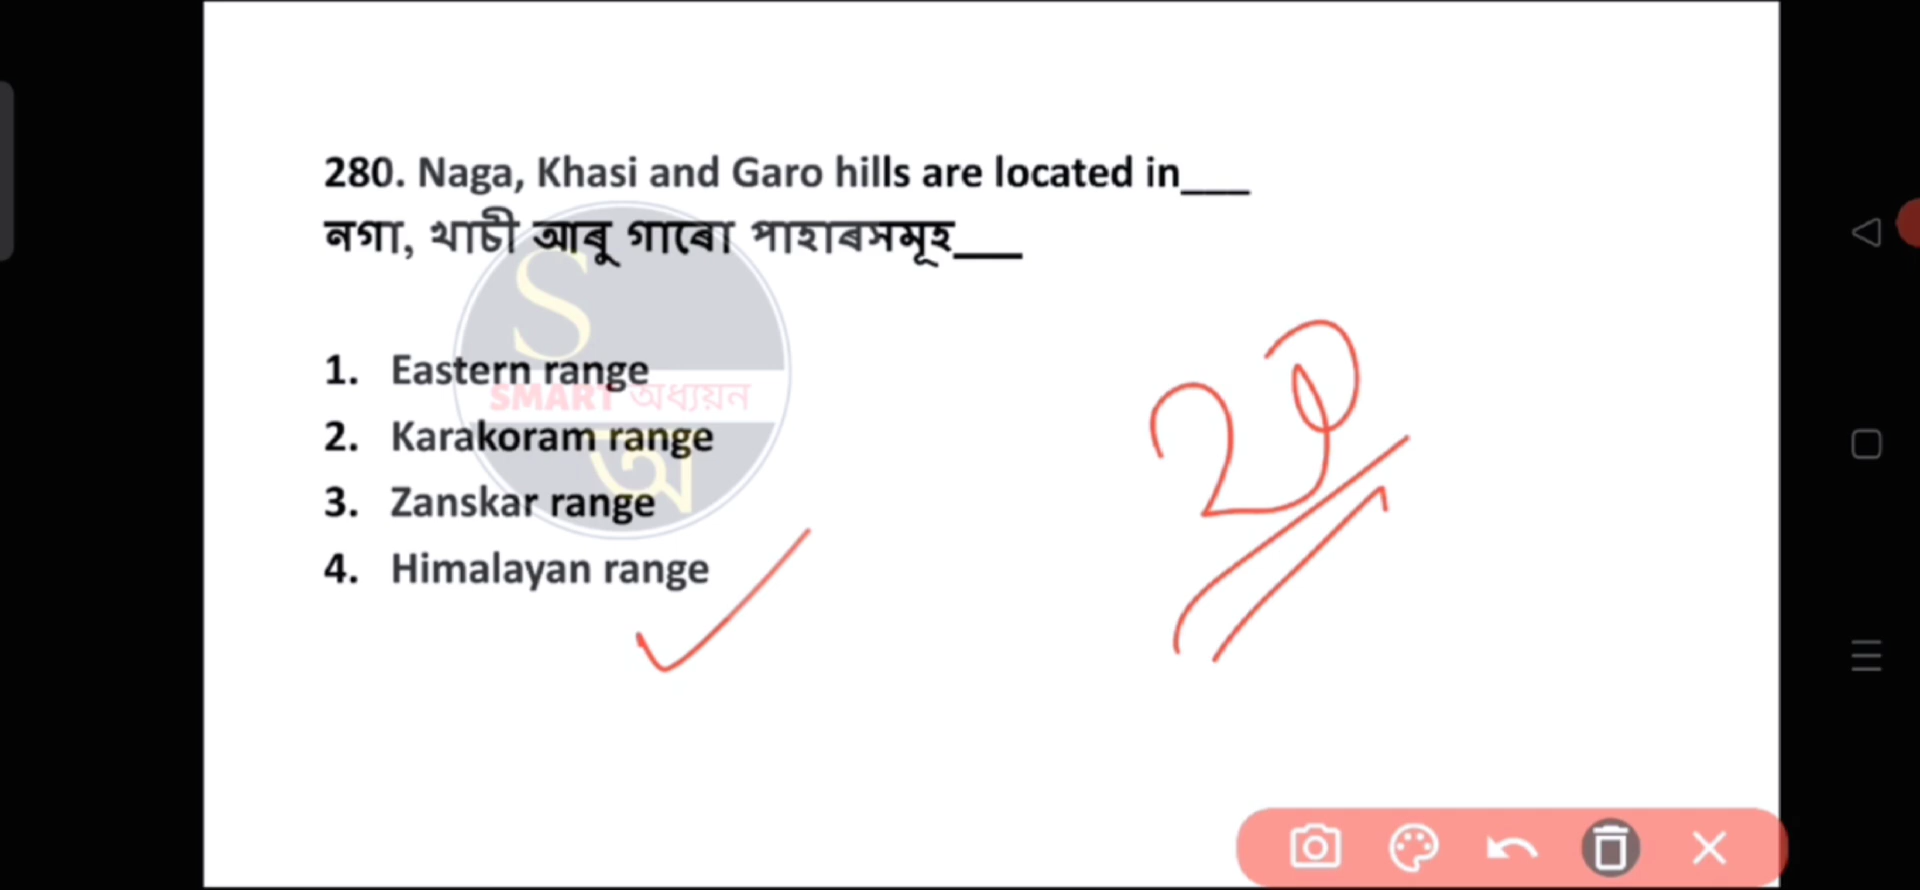 280. Naga, Khasi and Garo hills are located in___
নগা, খাচী আৰু গাৰো পাহাৰসমূহ___
S
1. Eastern range
SMART অধ্যয়ন
2. Karakoram range
অ
3. Zanskar range
4. Himalayan range